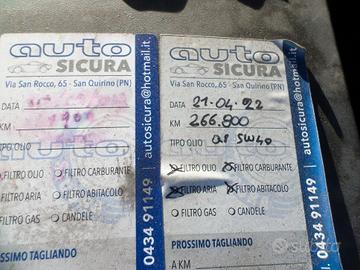 auto
SICURA
Via San Rocco, 65 - San Quirino (PN)
DATA
KM
TIPO OLIO
FILTRO OLIO FILTRO CARBURANTE
FILTRO ARIA FILTRO ABITACOLO
FILTRO GAS CANDELE
PROSSIMO TAGLIANDO
autosicura@hotmail.it
0434 91149
auto
SICURA
Via San Rocco, 65 - San Quirino (PN)
DATA 21-04-22
KM 266.800
TIPO OLIO 5W40
FILTRO OLIO FILTRO CARBURANTE
FILTRO ARIA FILTRO ABITACOLO
FILTRO GAS CANDELE
PROSSIMO TAGLIANDO
A KM
autosicura@hotmail.it
0434 91149
subito